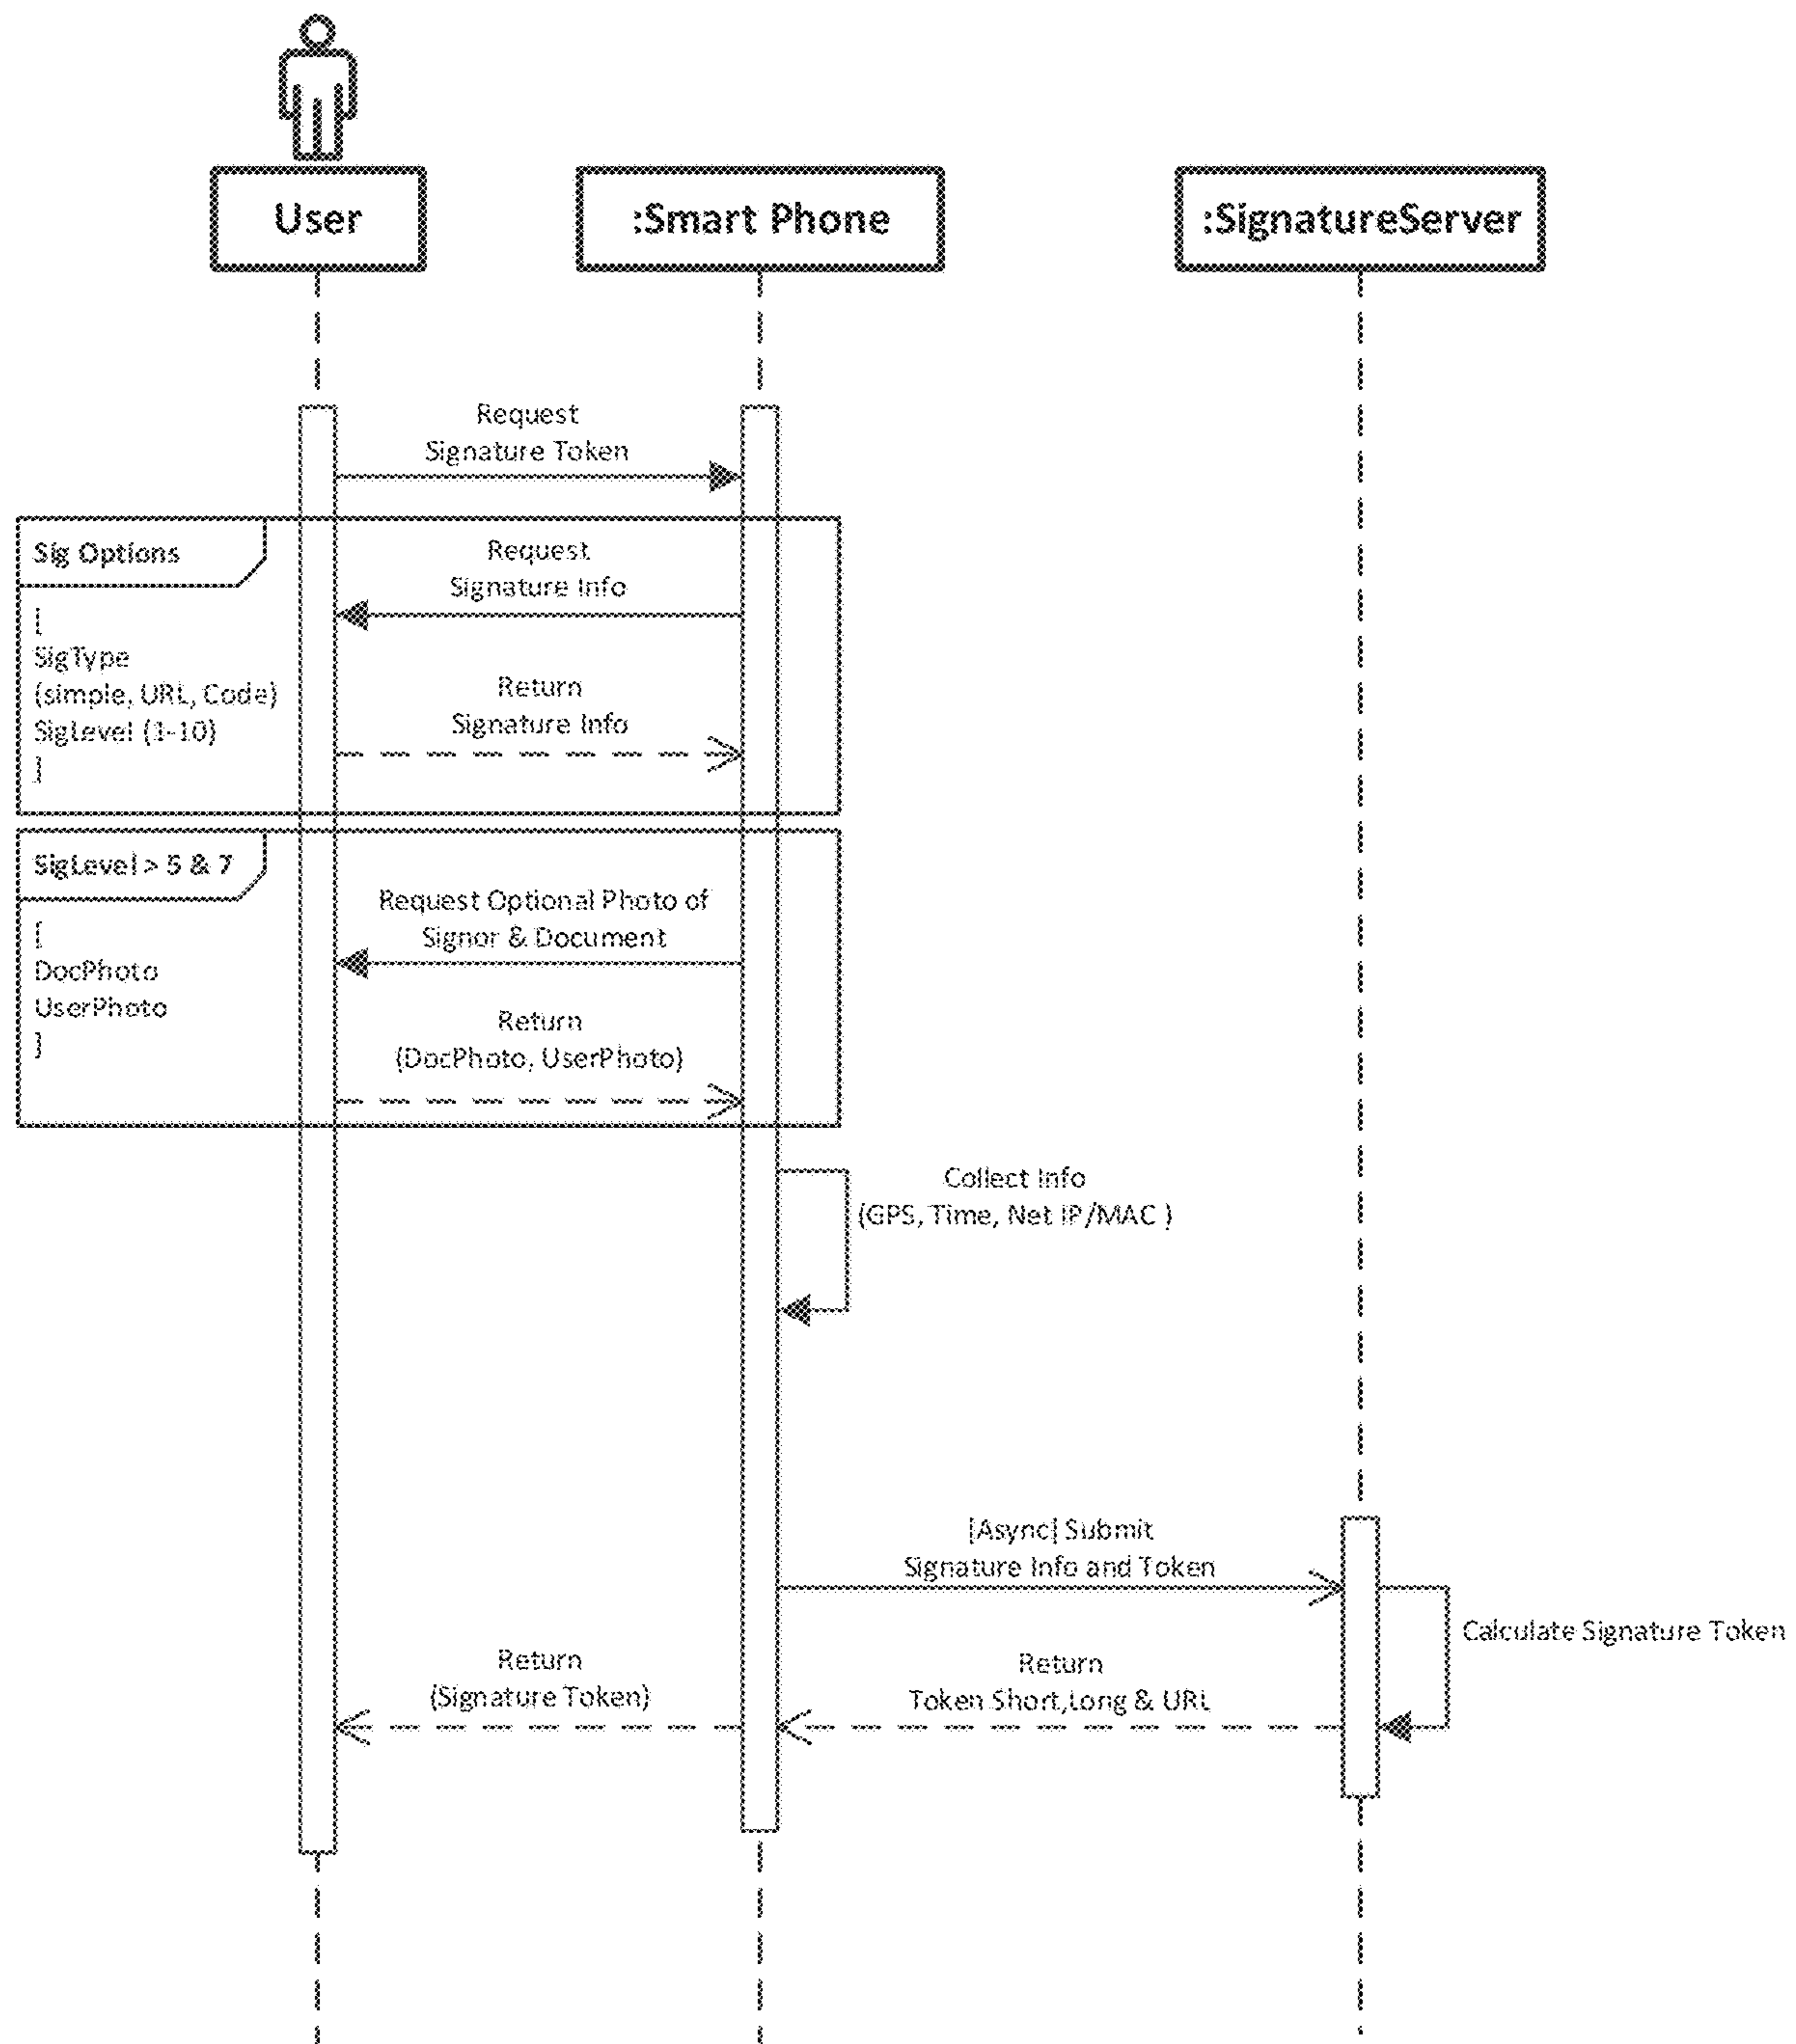 User
:Smart Phone
:SignatureServer
Request
Signature Token
Sig Options
[
SigType
(simple, URL, Code)
SigLevel (1-10)
]
Request
Signature Info
Return
Signature Info
SigLevel > 5 & 7
[
DocPhoto
UserPhoto
]
Request Optional Photo of
Signor & Document
Return
(DocPhoto, UserPhoto)
Collect Info
(GPS, Time, Net IP/MAC )
[Async] Submit
Signature Info and Token
Calculate Signature Token
Return
(Signature Token)
Return
Token Short,Long & URL